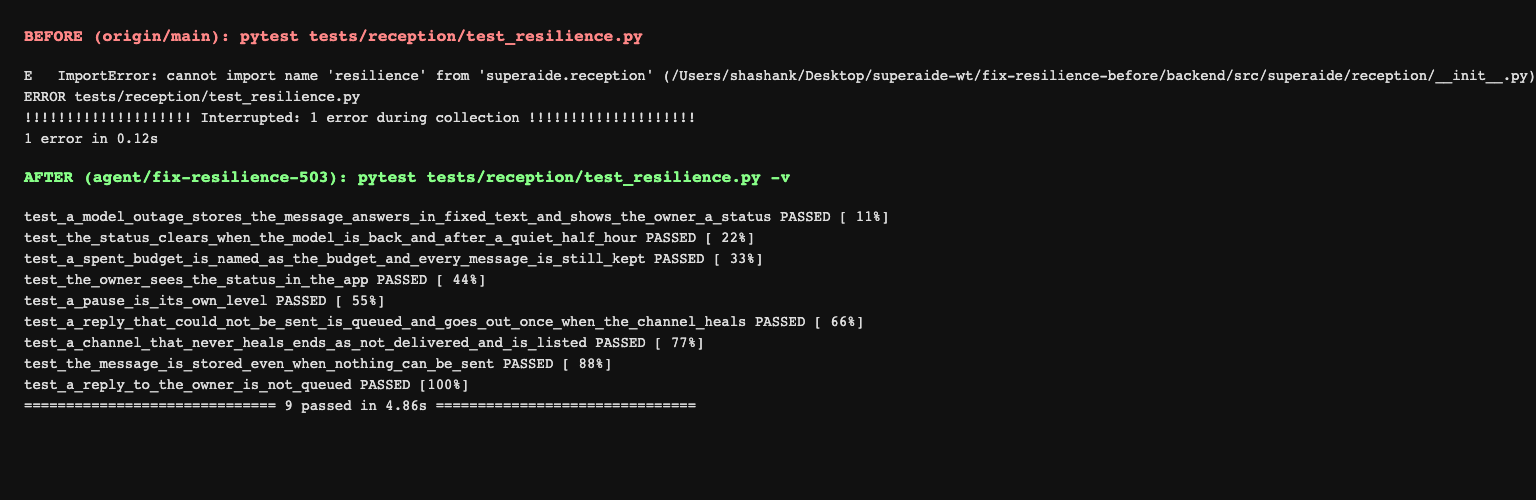 BEFORE (origin/main): pytest tests/reception/test_resilience.py
E   ImportError: cannot import name 'resilience' from 'superaide.reception' (/Users/shashank/Desktop/superaide-wt/fix-resilience-before/backend/src/superaide/reception/__init__.py)
ERROR tests/reception/test_resilience.py
!!!!!!!!!!!!!!!!!!!! Interrupted: 1 error during collection !!!!!!!!!!!!!!!!!!!!
1 error in 0.12s
AFTER (agent/fix-resilience-503): pytest tests/reception/test_resilience.py -v
test_a_model_outage_stores_the_message_answers_in_fixed_text_and_shows_the_owner_a_status PASSED [ 11%]
test_the_status_clears_when_the_model_is_back_and_after_a_quiet_half_hour PASSED [ 22%]
test_a_spent_budget_is_named_as_the_budget_and_every_message_is_still_kept PASSED [ 33%]
test_the_owner_sees_the_status_in_the_app PASSED [ 44%]
test_a_pause_is_its_own_level PASSED [ 55%]
test_a_reply_that_could_not_be_sent_is_queued_and_goes_out_once_when_the_channel_heals PASSED [ 66%]
test_a_channel_that_never_heals_ends_as_not_delivered_and_is_listed PASSED [ 77%]
test_the_message_is_stored_even_when_nothing_can_be_sent PASSED [ 88%]
test_a_reply_to_the_owner_is_not_queued PASSED [100%]
============================== 9 passed in 4.86s ===============================